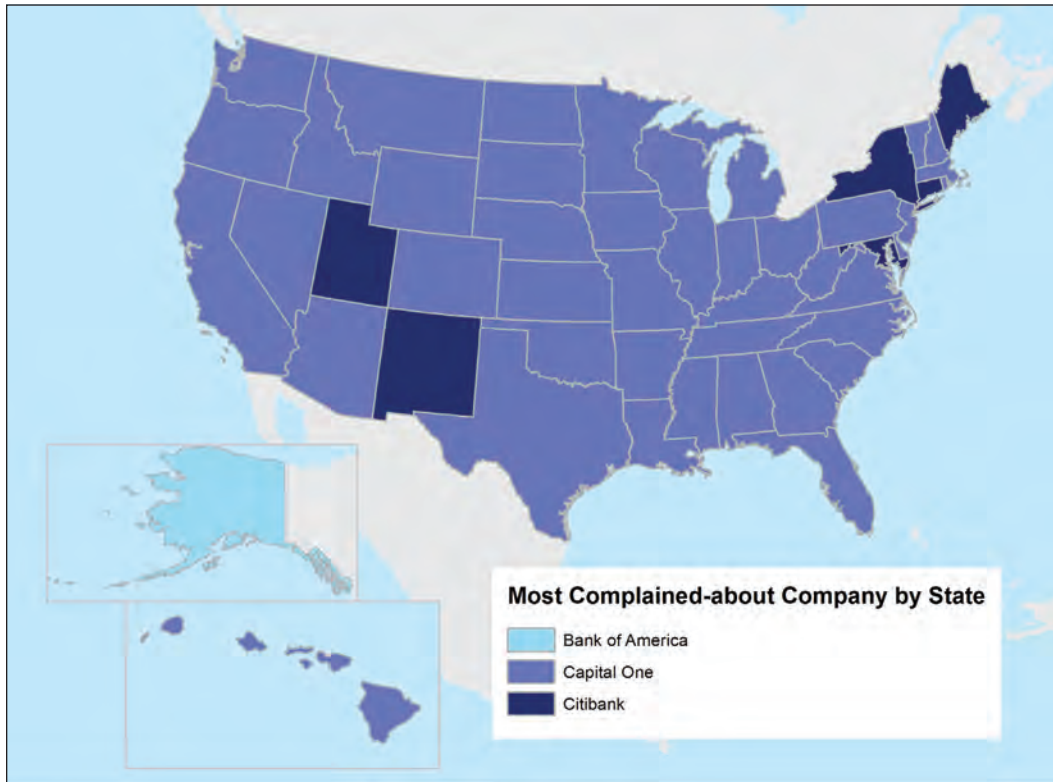 Most Complained-about Company by State
Bank of America
Capital One
Citibank